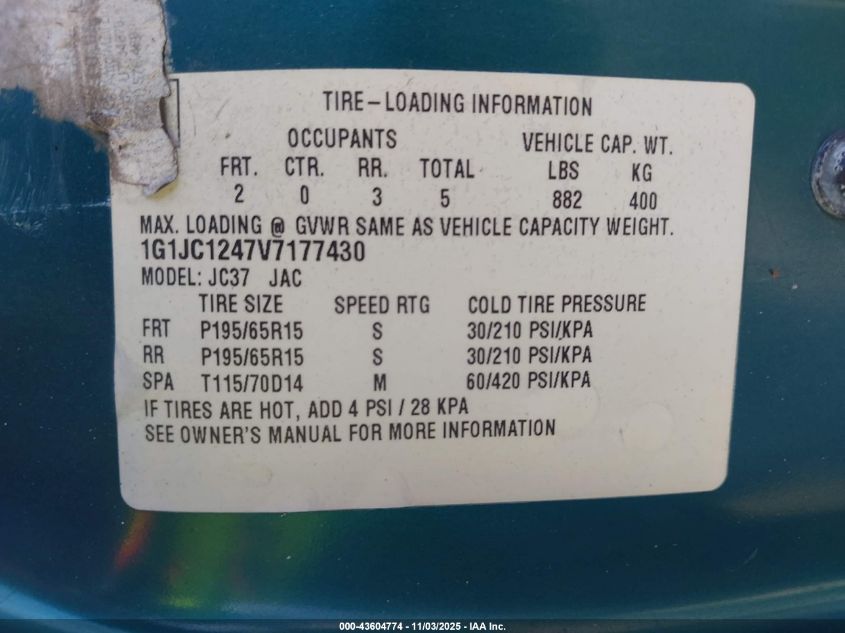 TIRE-LOADING INFORMATION
OCCUPANTS VEHICLE CAP. WT.
FRT. CTR. RR. TOTAL LBS KG
2 0 3 5 882 400
MAX. LOADING @ GVWR SAME AS VEHICLE CAPACITY WEIGHT.
1G1JC1247V7177430
MODEL: JC37 JAC
TIRE SIZE SPEED RTG COLD TIRE PRESSURE
FRT P195/65R15 S 30/210 PSI/KPA
RR P195/65R15 S 30/210 PSI/KPA
SPA T115/70D14 M 60/420 PSI/KPA
IF TIRES ARE HOT, ADD 4 PSI / 28 KPA
SEE OWNER'S MANUAL FOR MORE INFORMATION
000-43604774 - 11/03/2025 - IAA Inc.